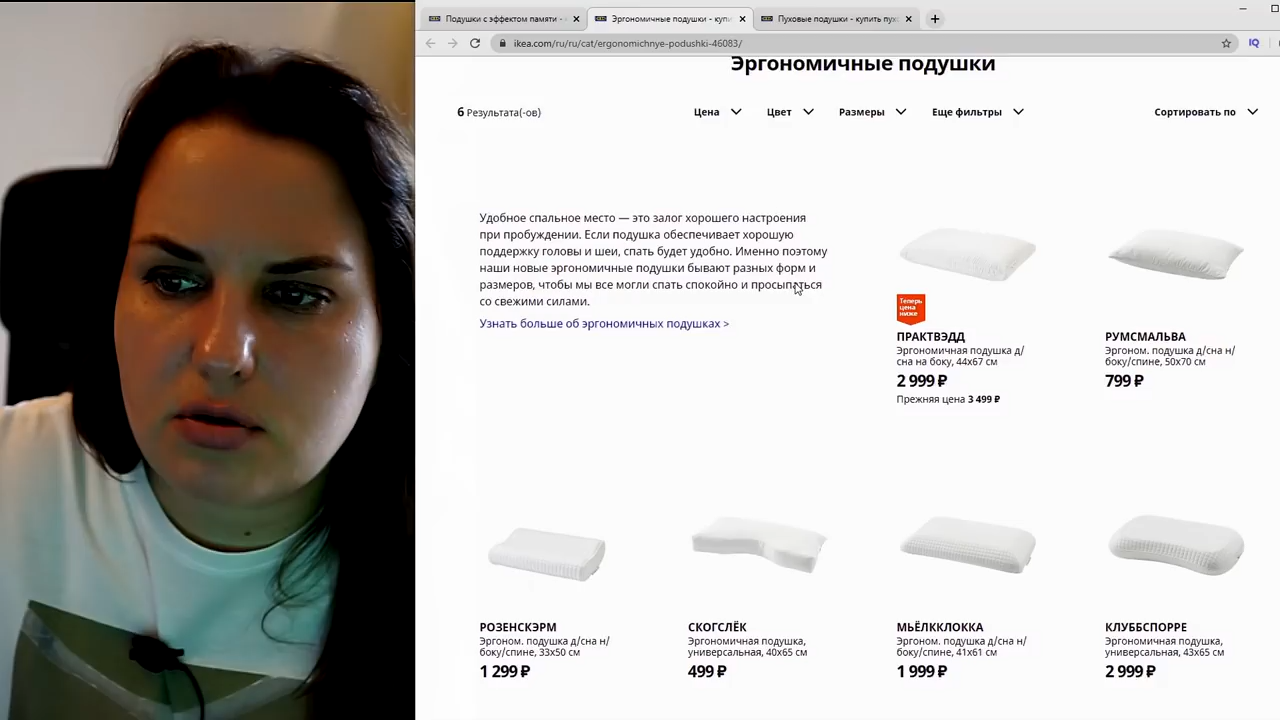 Подушки с эффектом памяти -
Эргономичные подушки - купи
Пуховые подушки - купить пух
ikea.com/ru/ru/cat/ergonomichnye-podushki-46083/
IQ
Эргономичные подушки
6 Результата(-ов)
Цена
Цвет
Размеры
Еще фильтры
Сортировать по
Удобное спальное место — это залог хорошего настроения
при пробуждении. Если подушка обеспечивает хорошую
поддержку головы и шеи, спать будет удобно. Именно поэтому
наши новые эргономичные подушки бывают разных форм и
размеров, чтобы мы все могли спать спокойно и просыпаться
со свежими силами.
Узнать больше об эргономичных подушках >
Теперь
цена
ниже
ПРАКТВЭДД
Эргономичная подушка д/
сна на боку, 44x67 см
2 999 ₽
Прежняя цена 3 499 ₽
РУМСМАЛЬВА
Эргоном. подушка д/сна н/
боку/спине, 50x70 см
799 ₽
РОЗЕНСКЭРМ
Эргоном. подушка д/сна н/
боку/спине, 33x50 см
1 299 ₽
СКОГСЛЁК
Эргономичная подушка,
универсальная, 40x65 см
499 ₽
МЬЁЛККЛОККА
Эргоном. подушка д/сна н/
боку/спине, 41x61 см
1 999 ₽
КЛУББСПОРРЕ
Эргономичная подушка,
универсальная, 43x65 см
2 999 ₽